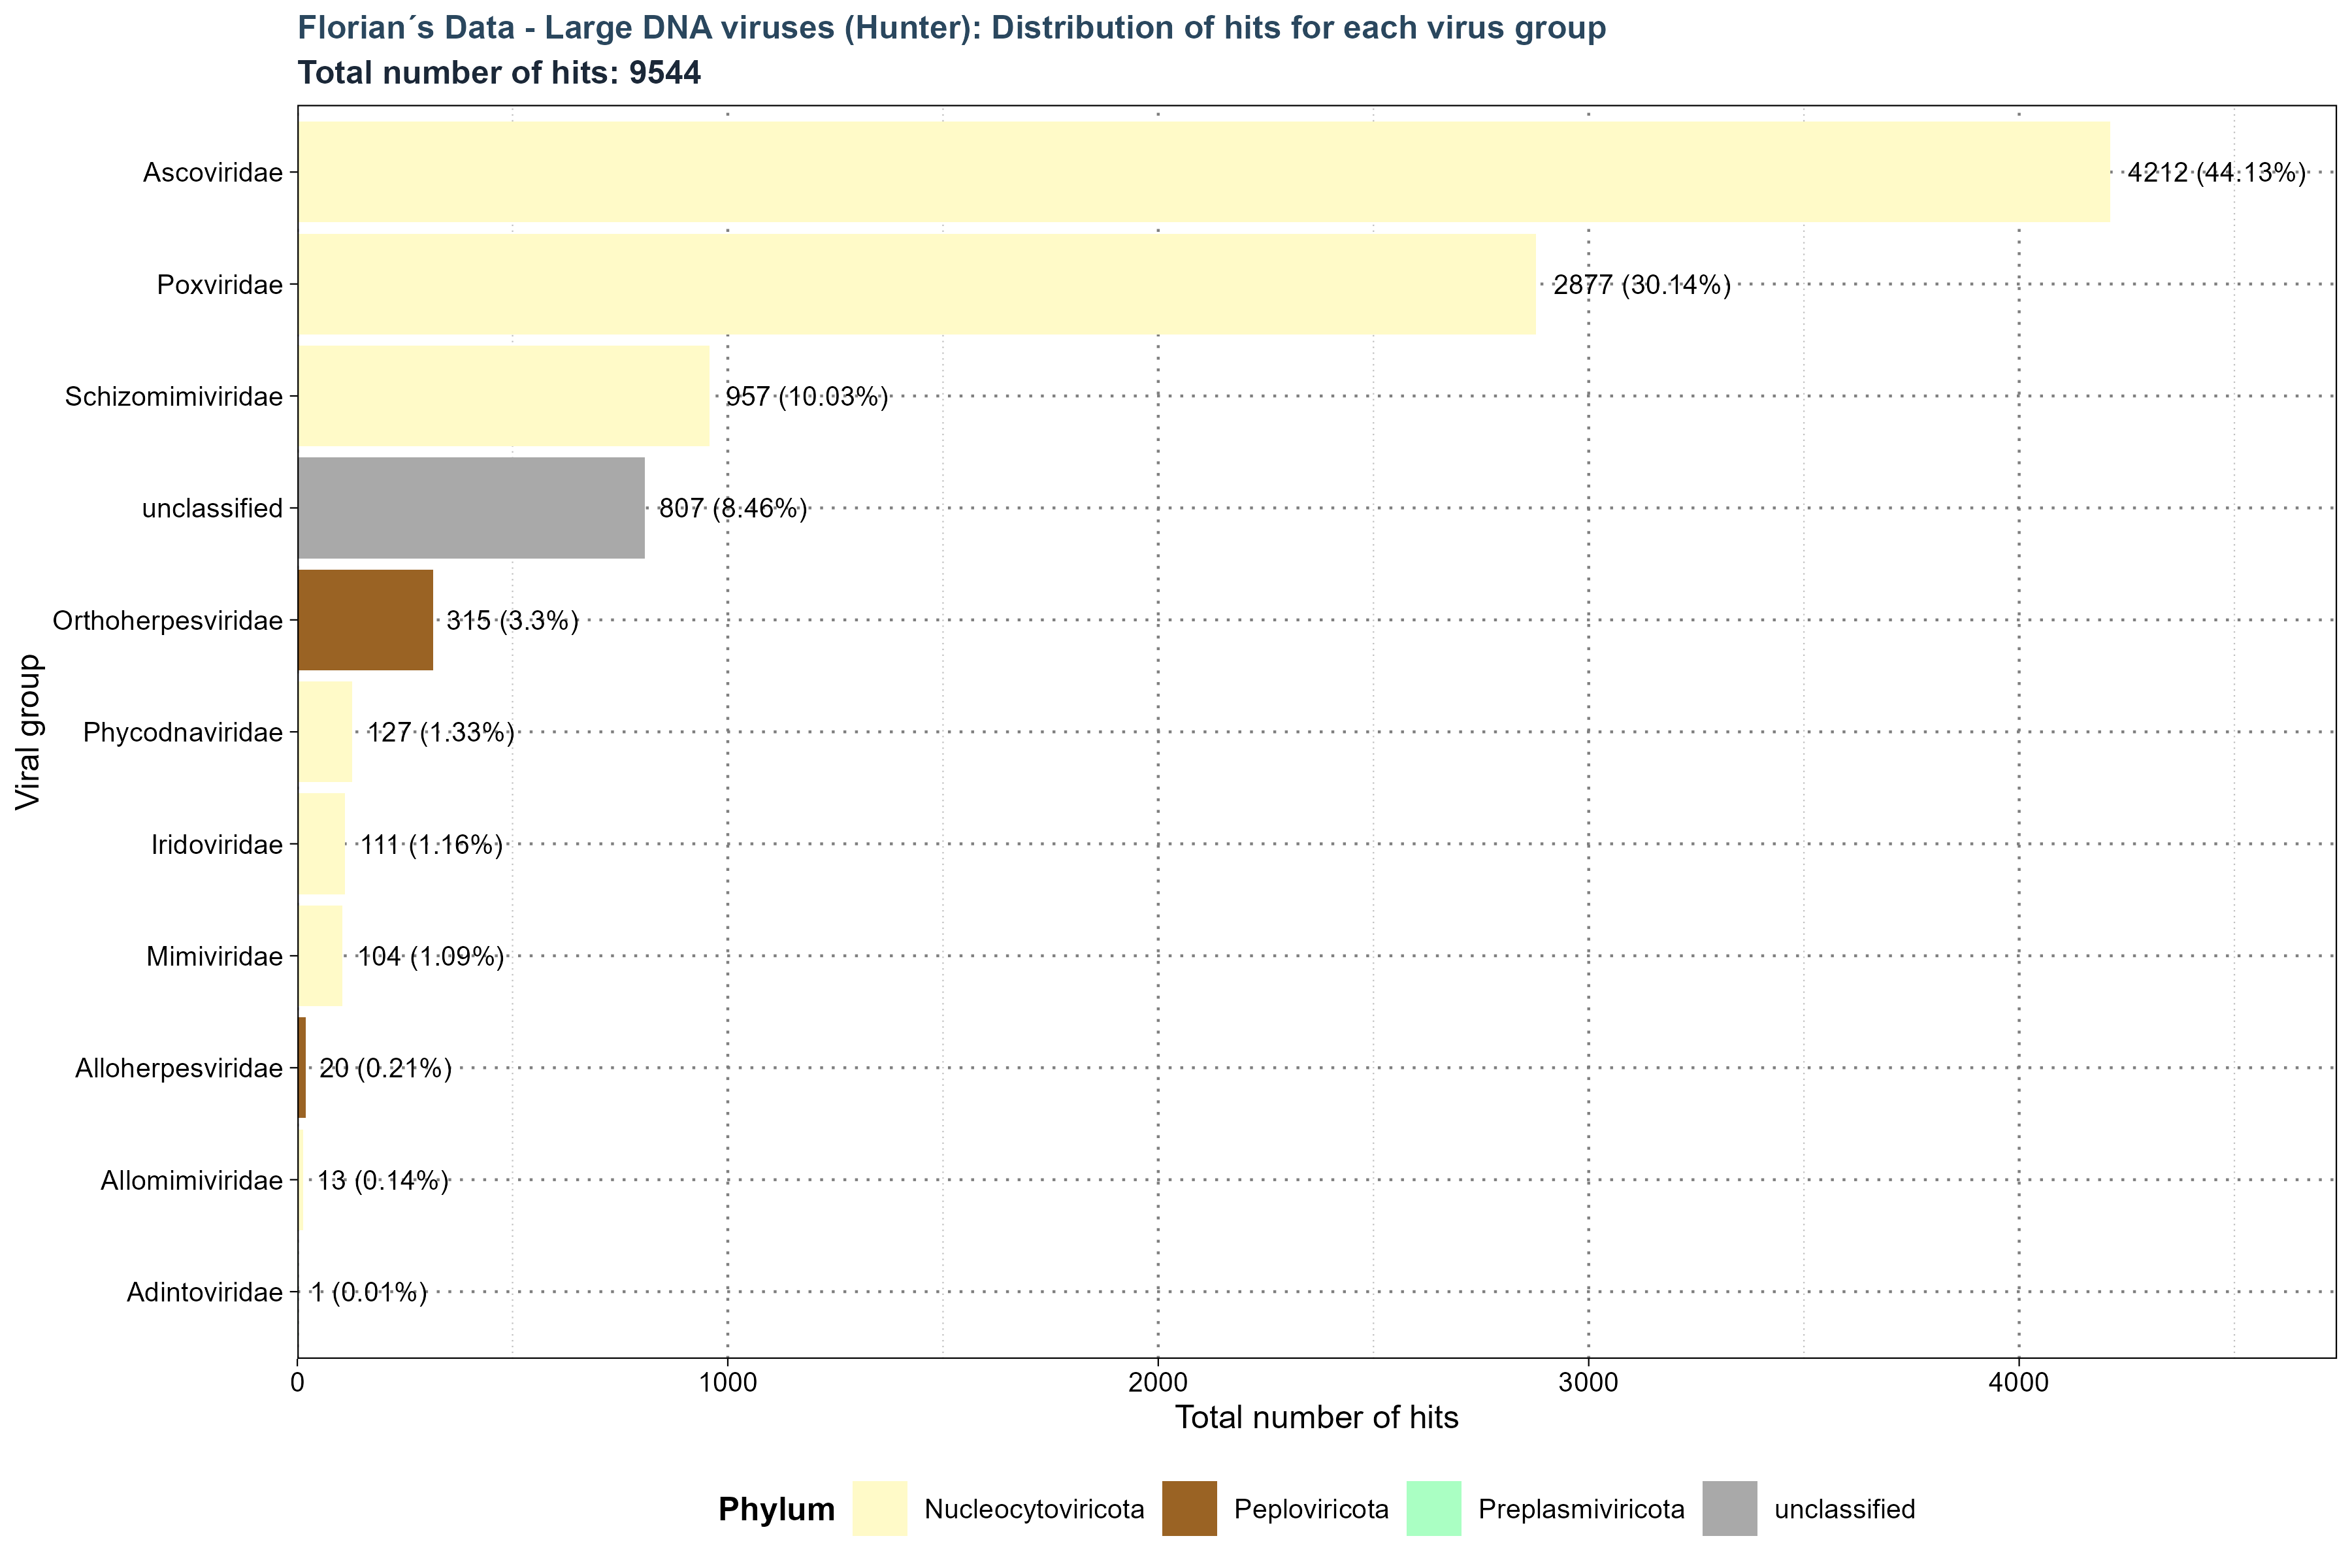 Florian´s Data - Large DNA viruses (Hunter): Distribution of hits for each virus group
Total number of hits: 9544
Viral group
Ascoviridae 4212 (44.13%)
Poxviridae 2877 (30.14%)
Schizomimiviridae 957 (10.03%)
unclassified 807 (8.46%)
Orthoherpesviridae 315 (3.3%)
Phycodnaviridae 127 (1.33%)
Iridoviridae 111 (1.16%)
Mimiviridae 104 (1.09%)
Alloherpesviridae 20 (0.21%)
Allomimiviridae 13 (0.14%)
Adintoviridae 1 (0.01%)
0 1000 2000 3000 4000
Total number of hits
Phylum Nucleocytoviricota Peploviricota Preplasmiviricota unclassified